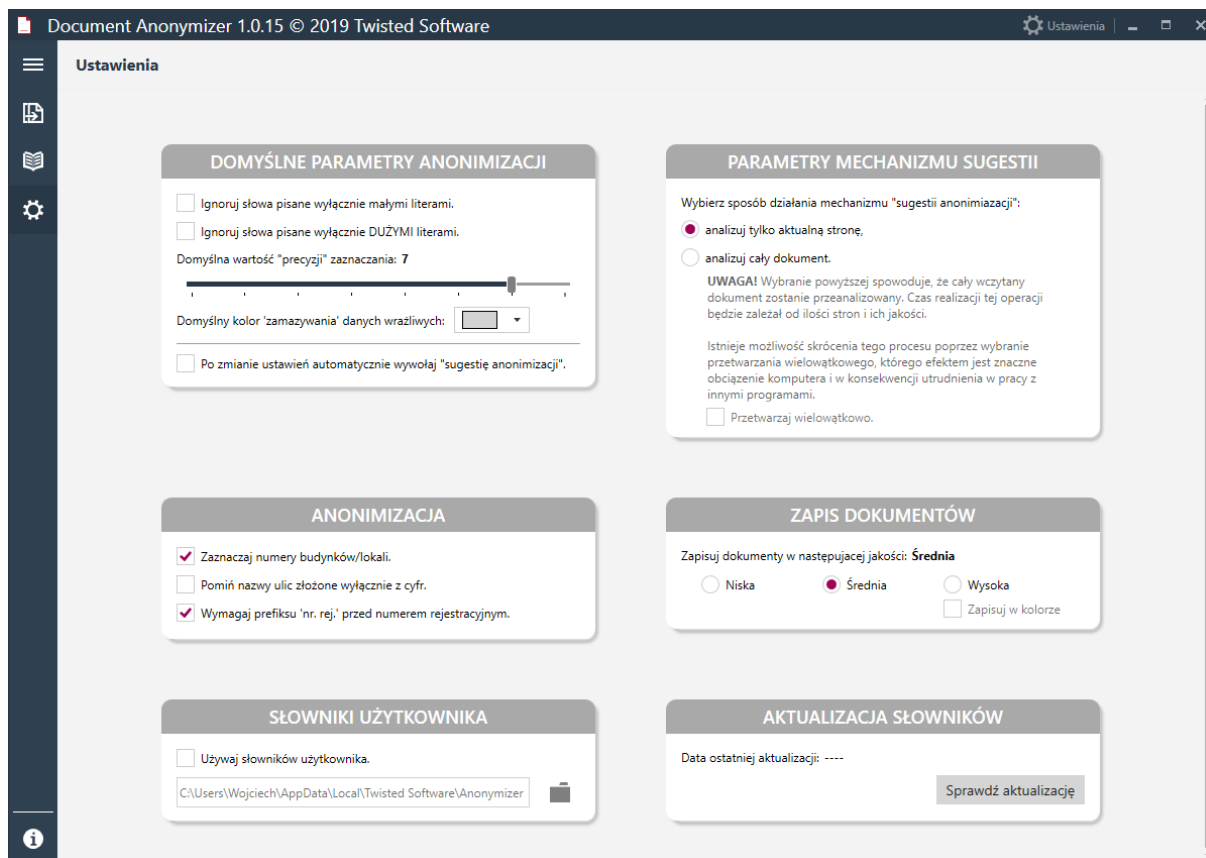 Document Anonymizer 1.0.15 © 2019 Twisted Software
Ustawienia
Ustawienia
DOMYŚLNE PARAMETRY ANONIMIZACJI
Ignoruj słowa pisane wyłącznie małymi literami.
Ignoruj słowa pisane wyłącznie DUŻYMI literami.
Domyślna wartość "precyzji" zaznaczania: 7
Domyślny kolor 'zamazywania' danych wrażliwych:
Po zmianie ustawień automatycznie wywołaj "sugestię anonimizacji".
PARAMETRY MECHANIZMU SUGESTII
Wybierz sposób działania mechanizmu "sugestii anonimiazacji":
analizuj tylko aktualną stronę,
analizuj cały dokument.
UWAGA! Wybranie powyższej spowoduje, że cały wczytany
dokument zostanie przeanalizowany. Czas realizacji tej operacji
będzie zależał od ilości stron i ich jakości.
Istnieje możliwość skrócenia tego procesu poprzez wybranie
przetwarzania wielowątkowego, którego efektem jest znaczne
obciązenie komputera i w konsekwencji utrudnienia w pracy z
innymi programami.
Przetwarzaj wielowątkowo.
ANONIMIZACJA
Zaznaczaj numery budynków/lokali.
Pomiń nazwy ulic złożone wyłącznie z cyfr.
Wymagaj prefiksu 'nr. rej.' przed numerem rejestracyjnym.
ZAPIS DOKUMENTÓW
Zapisuj dokumenty w następujacej jakości: Średnia
Niska
Średnia
Wysoka
Zapisuj w kolorze
SŁOWNIKI UŻYTKOWNIKA
Używaj słowników użytkownika.
C:\Users\Wojciech\AppData\Local\Twisted Software\Anonymizer
AKTUALIZACJA SŁOWNIKÓW
Data ostatniej aktualizacji: ----
Sprawdź aktualizację